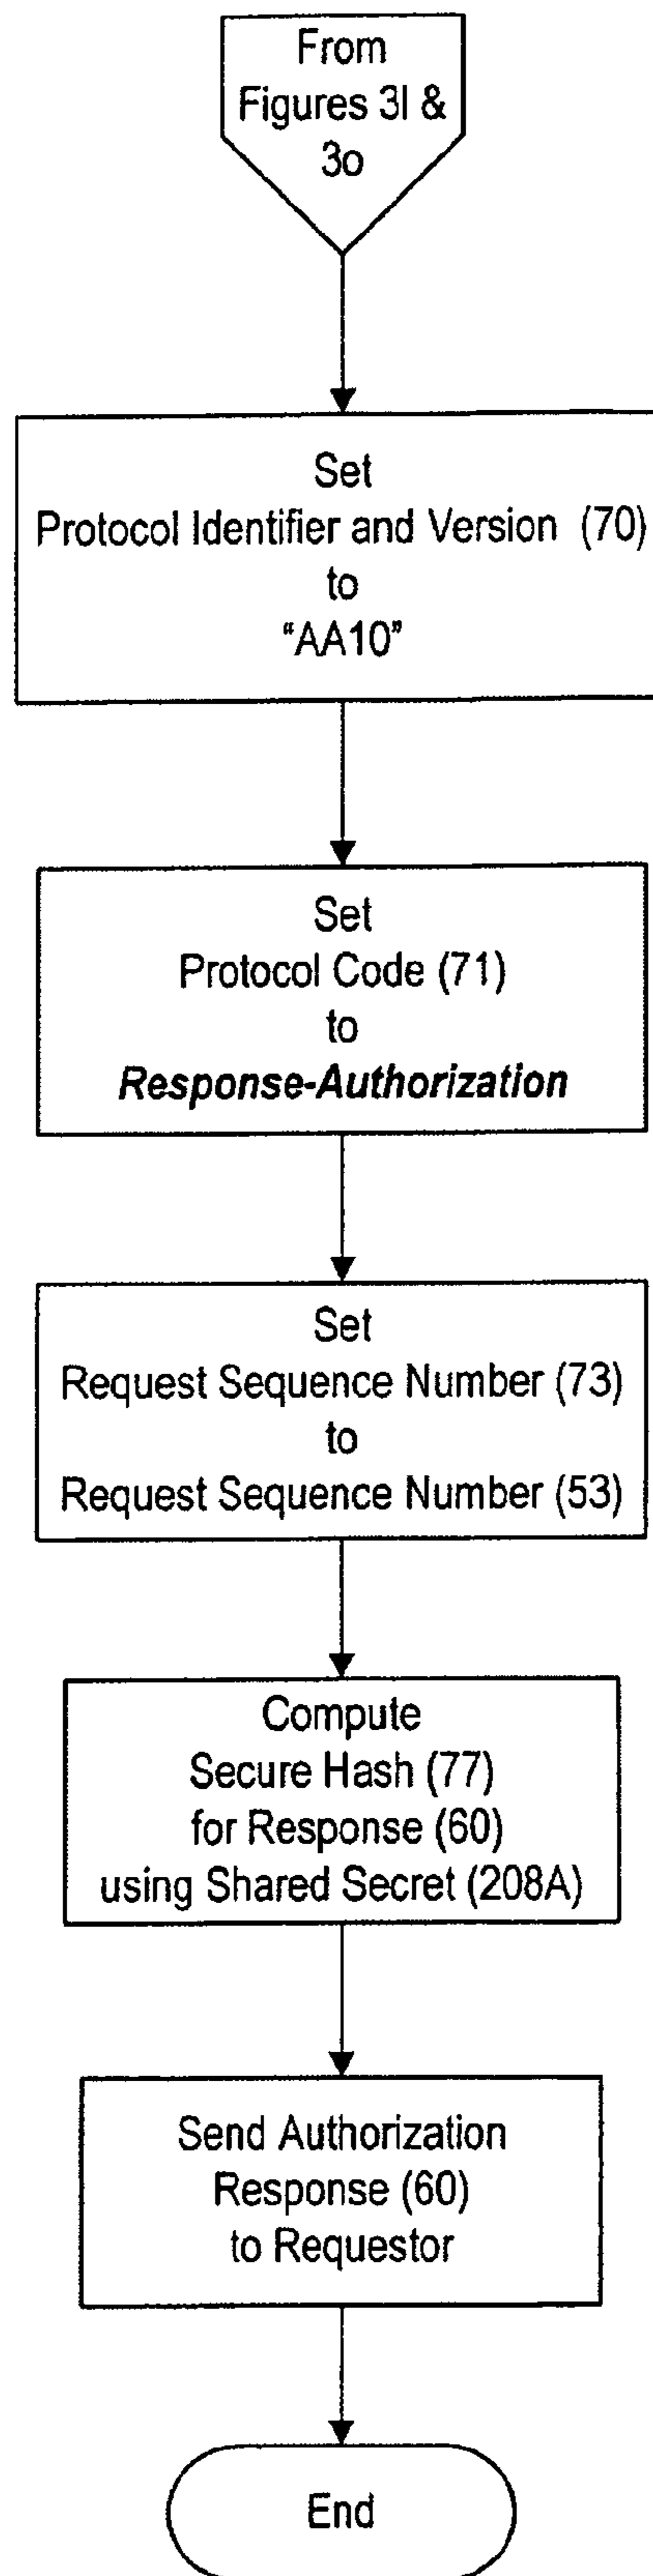 From
Figures 3l &
3o
Set
Protocol Identifier and Version (70)
to
“AA10”
Set
Protocol Code (71)
to
Response-Authorization
Set
Request Sequence Number (73)
to
Request Sequence Number (53)
Compute
Secure Hash (77)
for Response (60)
using Shared Secret (208A)
Send Authorization
Response (60)
to Requestor
End